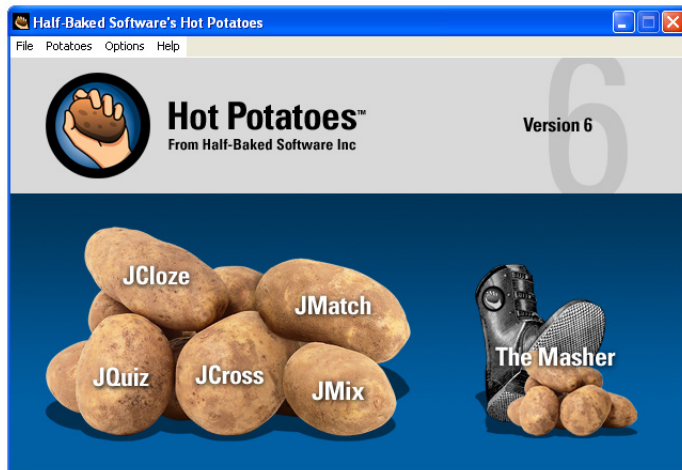 Half-Baked Software's Hot Potatoes
File Potatoes Options Help
6
Hot Potatoes™
From Half-Baked Software Inc
Version 6
JCloze
JMatch
JQuiz
JCross
JMix
The Masher